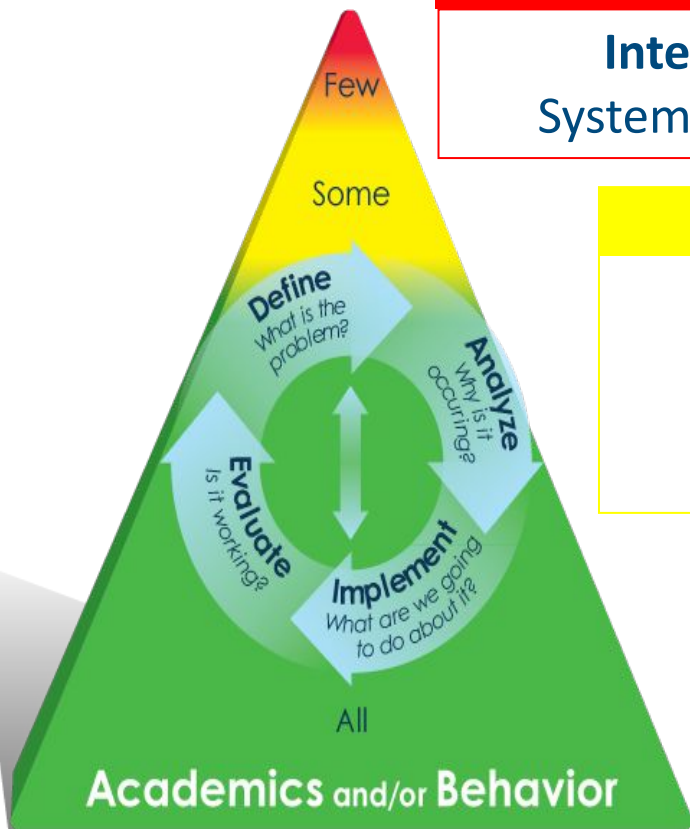 Few
Inte
System
Some
Define
What is the
problem?
Analyze
Why is it
occuring?
Implement
What are we going
to do about it?
Evaluate
Is it working?
All
Academics and/or Behavior